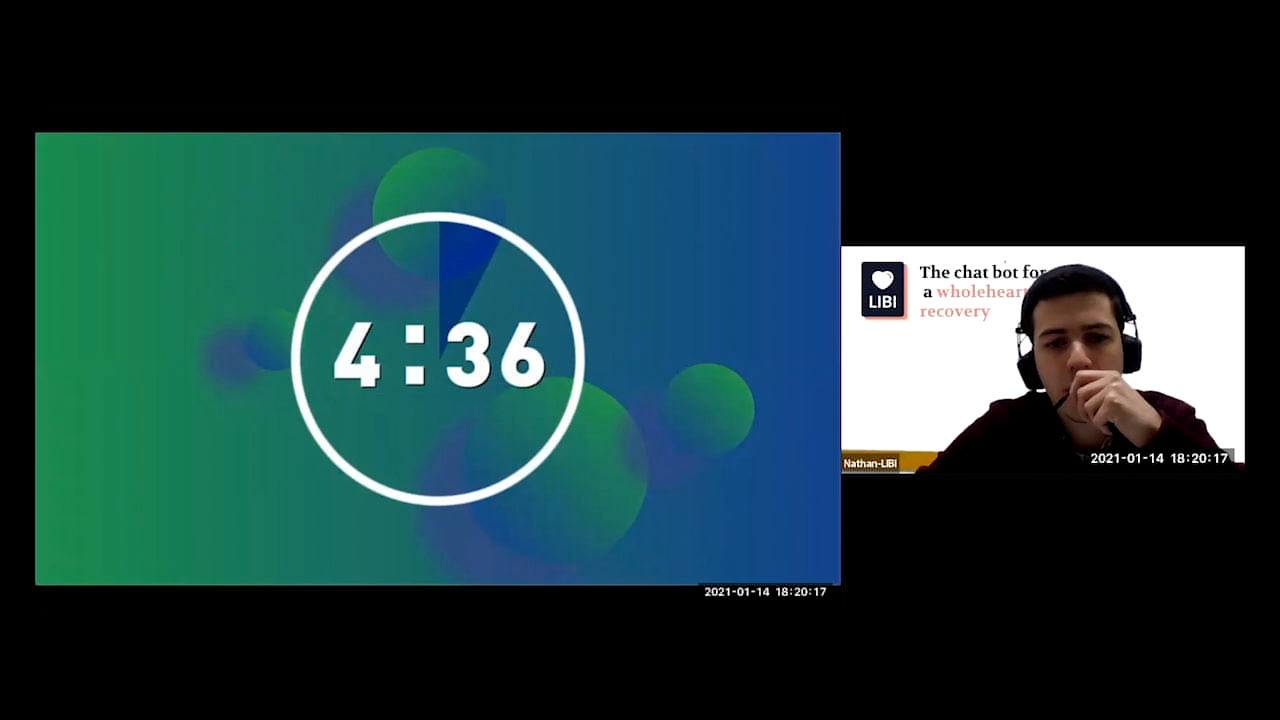 4:36
2021-01-14 18:20:17
LIBI
The chat bot for
a wholeheart
recovery
Nathan-LIBI
2021-01-14 18:20:17